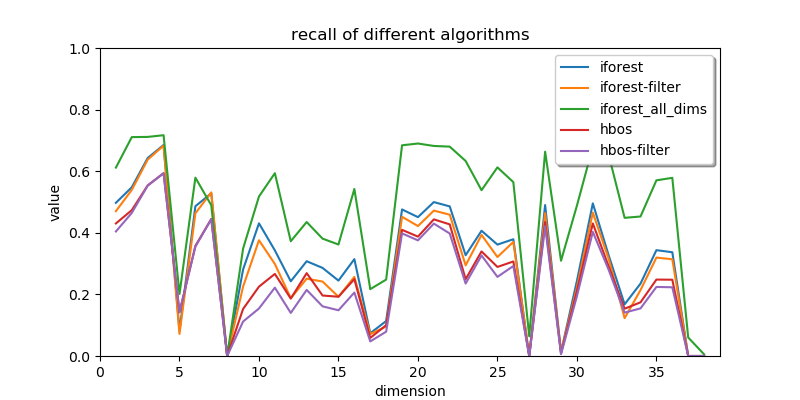 recall of different algorithms
1.0
0.8
0.6
0.4
0.2
0.0
value
iforest
iforest-filter
iforest_all_dims
hbos
hbos-filter
0 5 10 15 20 25 30 35
dimension